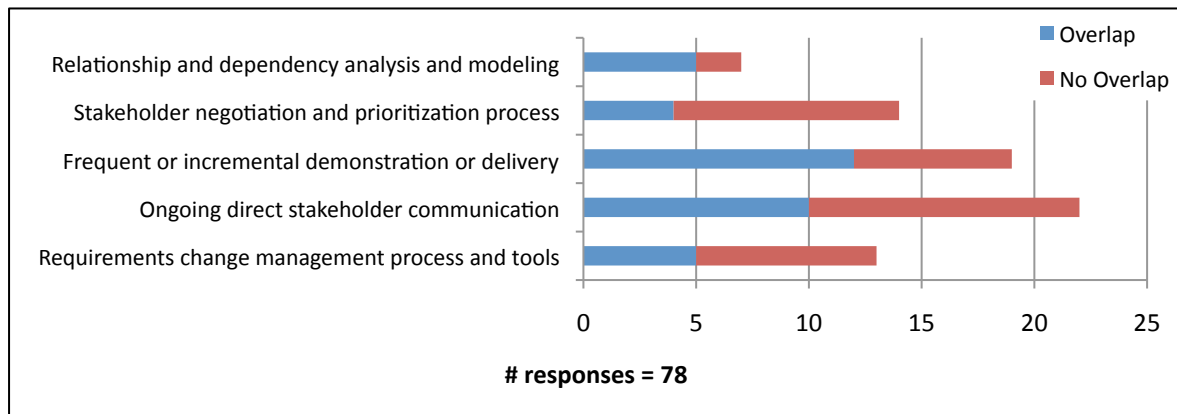 Overlap
No Overlap
Relationship and dependency analysis and modeling
Stakeholder negotiation and prioritization process
Frequent or incremental demonstration or delivery
Ongoing direct stakeholder communication
Requirements change management process and tools
0 5 10 15 20 25
# responses = 78